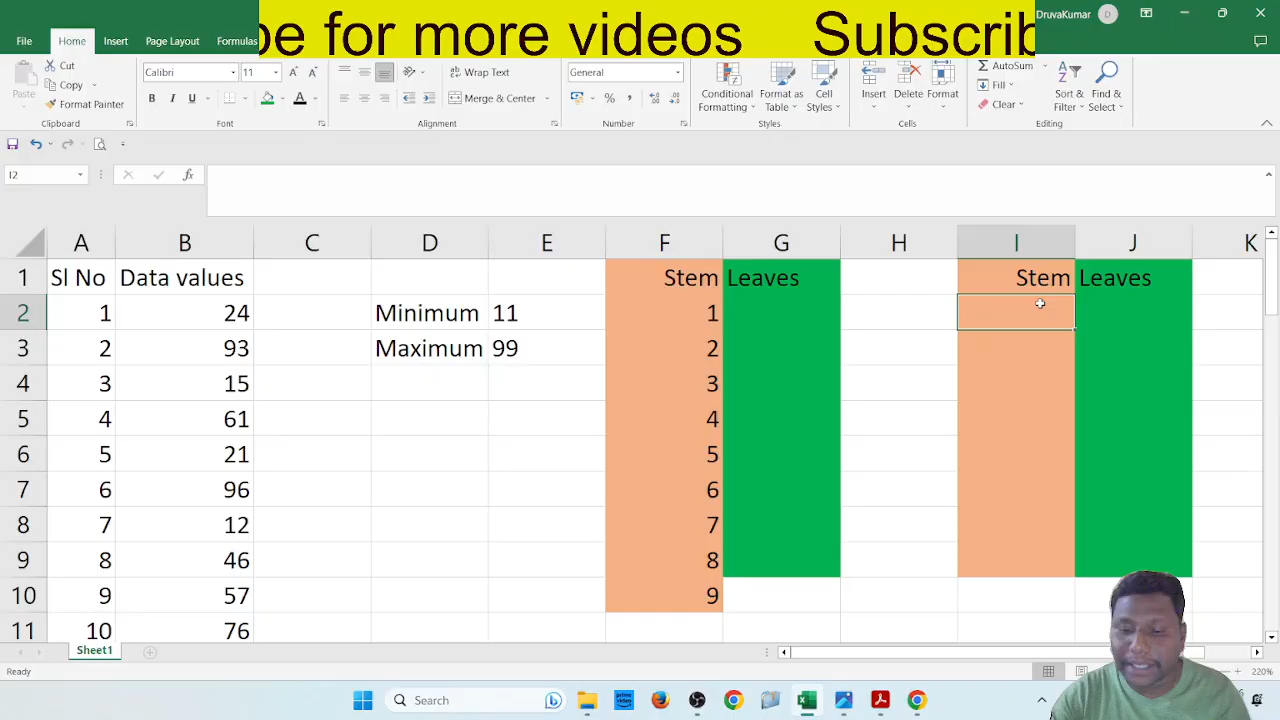 be for more videos Subscrib
DruvaKumar D
File Home Insert Page Layout Formulas
Paste Cut Copy Format Painter Clipboard
Calibri 11 B I U A Font
Wrap Text Merge & Center Alignment
General % , Number
Conditional Formatting Format as Table Cell Styles Styles
Insert Delete Format Cells
AutoSum Fill Clear Sort & Filter Find & Select Editing
I2 fx
A B C D E F G H I J K
1 Sl No Data values Stem Leaves Stem Leaves
2 1 24 Minimum 11 1
3 2 93 Maximum 99 2
4 3 15 3
5 4 61 4
6 5 21 5
7 6 96 6
8 7 12 7
9 8 46 8
10 9 57 9
11 10 76
Sheet1
Ready 220%
Search prime video